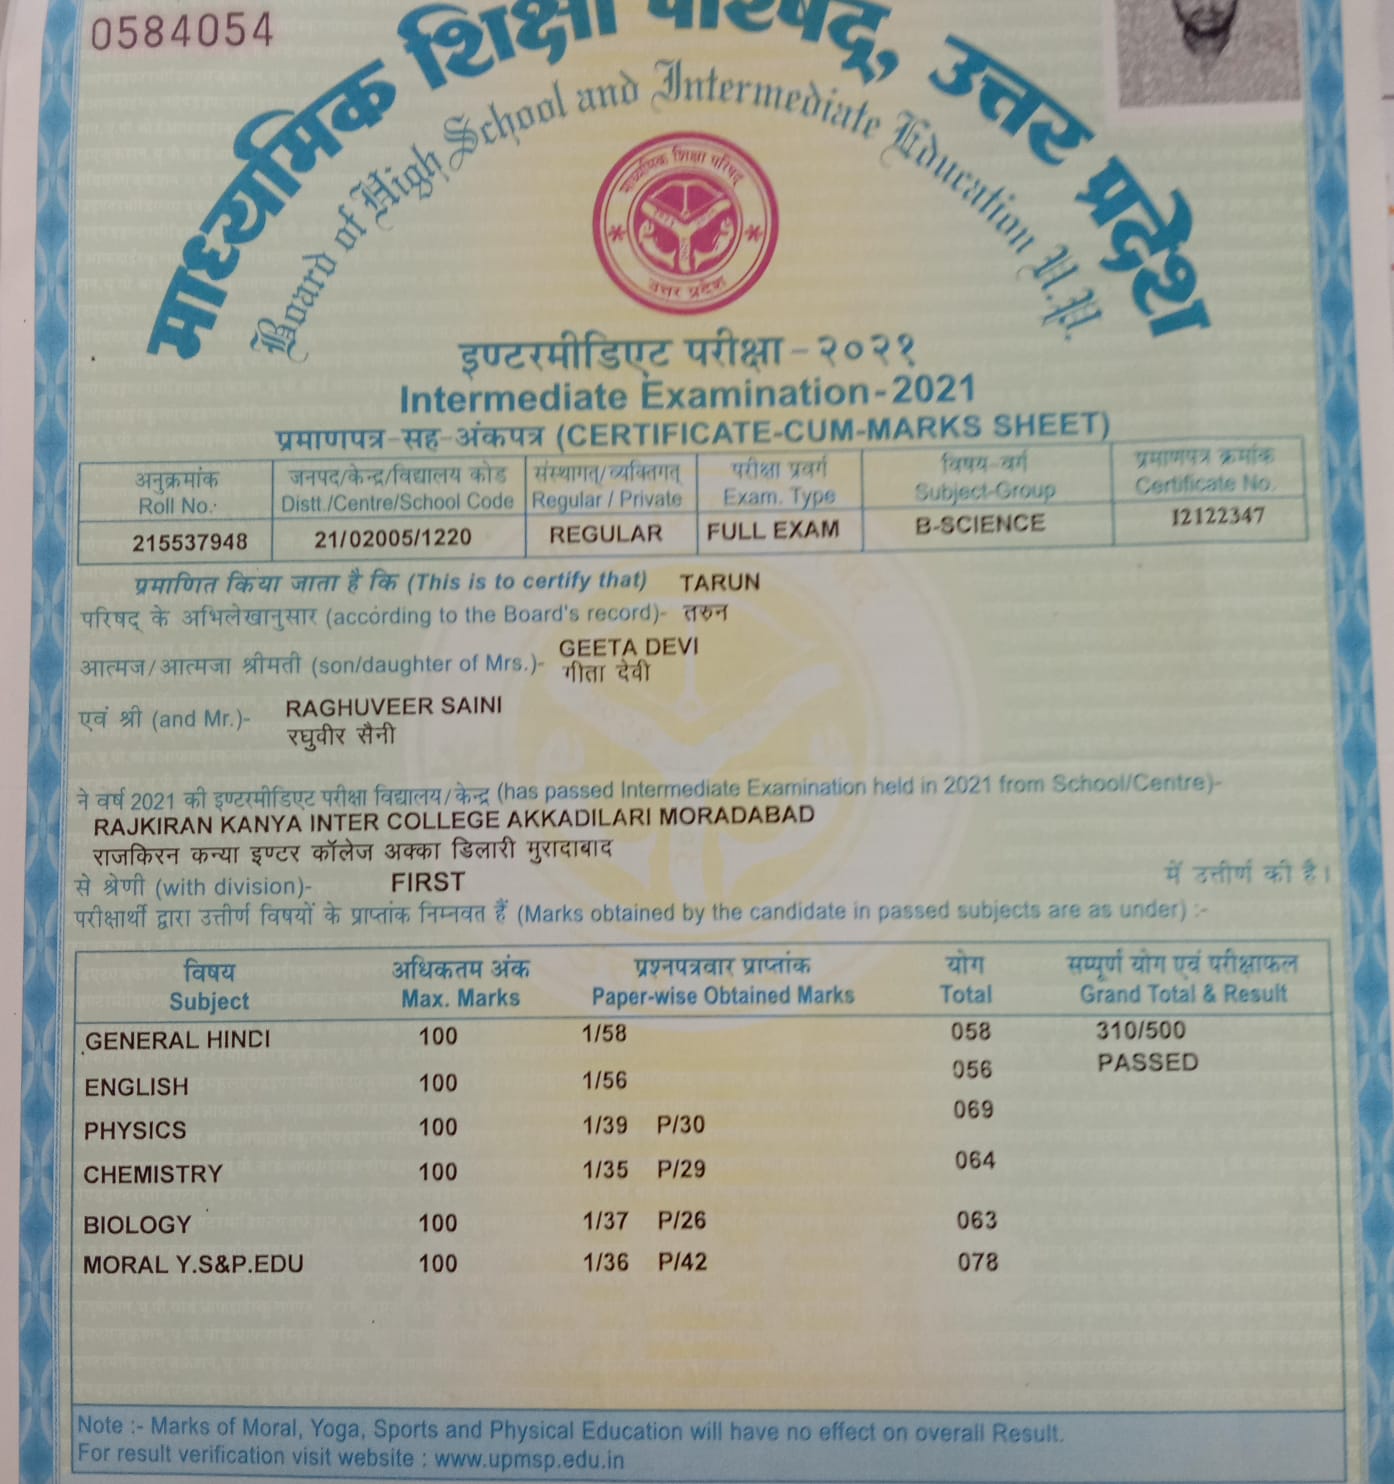 0584054
माध्यमिक शिक्षा परिषद्, उत्तर प्रदेश
Board of High School and Intermediate Education U.P.
माध्यमिक शिक्षा परिषद्
उत्तर प्रदेश
इण्टरमीडिएट परीक्षा - २०२१
Intermediate Examination-2021
प्रमाणपत्र-सह-अंकपत्र (CERTIFICATE-CUM-MARKS SHEET)
अनुक्रमांक जनपद/केन्द्र/विद्यालय कोड संस्थागत्/व्यक्तिगत् परीक्षा प्रवर्ग विषय-वर्ग प्रमाणपत्र क्रमांक
Roll No. Distt./Centre/School Code Regular / Private Exam. Type Subject-Group Certificate No.
215537948 21/02005/1220 REGULAR FULL EXAM B-SCIENCE 12122347
प्रमाणित किया जाता है कि (This is to certify that) TARUN
परिषद् के अभिलेखानुसार (according to the Board's record)- तरुन
आत्मज/आत्मजा श्रीमती (son/daughter of Mrs.)- GEETA DEVI
गीता देवी
एवं श्री (and Mr.)- RAGHUVEER SAINI
रघुवीर सैनी
ने वर्ष 2021 की इण्टरमीडिएट परीक्षा विद्यालय/केन्द्र (has passed Intermediate Examination held in 2021 from School/Centre)-
RAJKIRAN KANYA INTER COLLEGE AKKADILARI MORADABAD
राजकिरन कन्या इण्टर कॉलेज अक्का डिलारी मुरादाबाद
से श्रेणी (with division)- FIRST में उत्तीर्ण की है।
परीक्षार्थी द्वारा उत्तीर्ण विषयों के प्राप्तांक निम्नवत हैं (Marks obtained by the candidate in passed subjects are as under) :-
विषय अधिकतम अंक प्रश्नपत्रवार प्राप्तांक योग सम्पूर्ण योग एवं परीक्षाफल
Subject Max. Marks Paper-wise Obtained Marks Total Grand Total & Result
GENERAL HINDI 100 1/58 058 310/500
PASSED
ENGLISH 100 1/56 056
PHYSICS 100 1/39 P/30 069
CHEMISTRY 100 1/35 P/29 064
BIOLOGY 100 1/37 P/26 063
MORAL Y.S&P.EDU 100 1/36 P/42 078
Note :- Marks of Moral, Yoga, Sports and Physical Education will have no effect on overall Result.
For result verification visit website : www.upmsp.edu.in